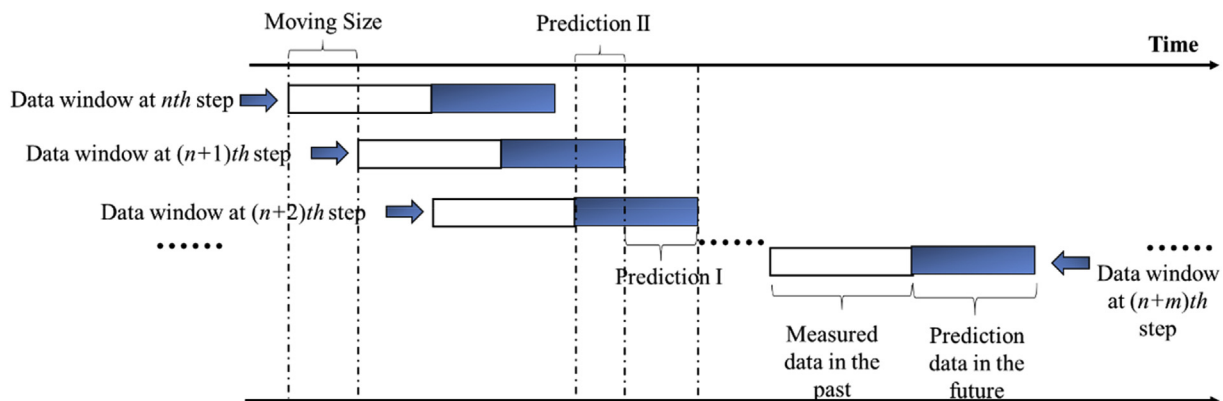 Moving Size
Prediction II
Time
Data window at nth step
Data window at (n+1)th step
Data window at (n+2)th step
......
......
......
Prediction I
Data window
at (n+m)th
step
Measured
data in the
past
Prediction
data in the
future